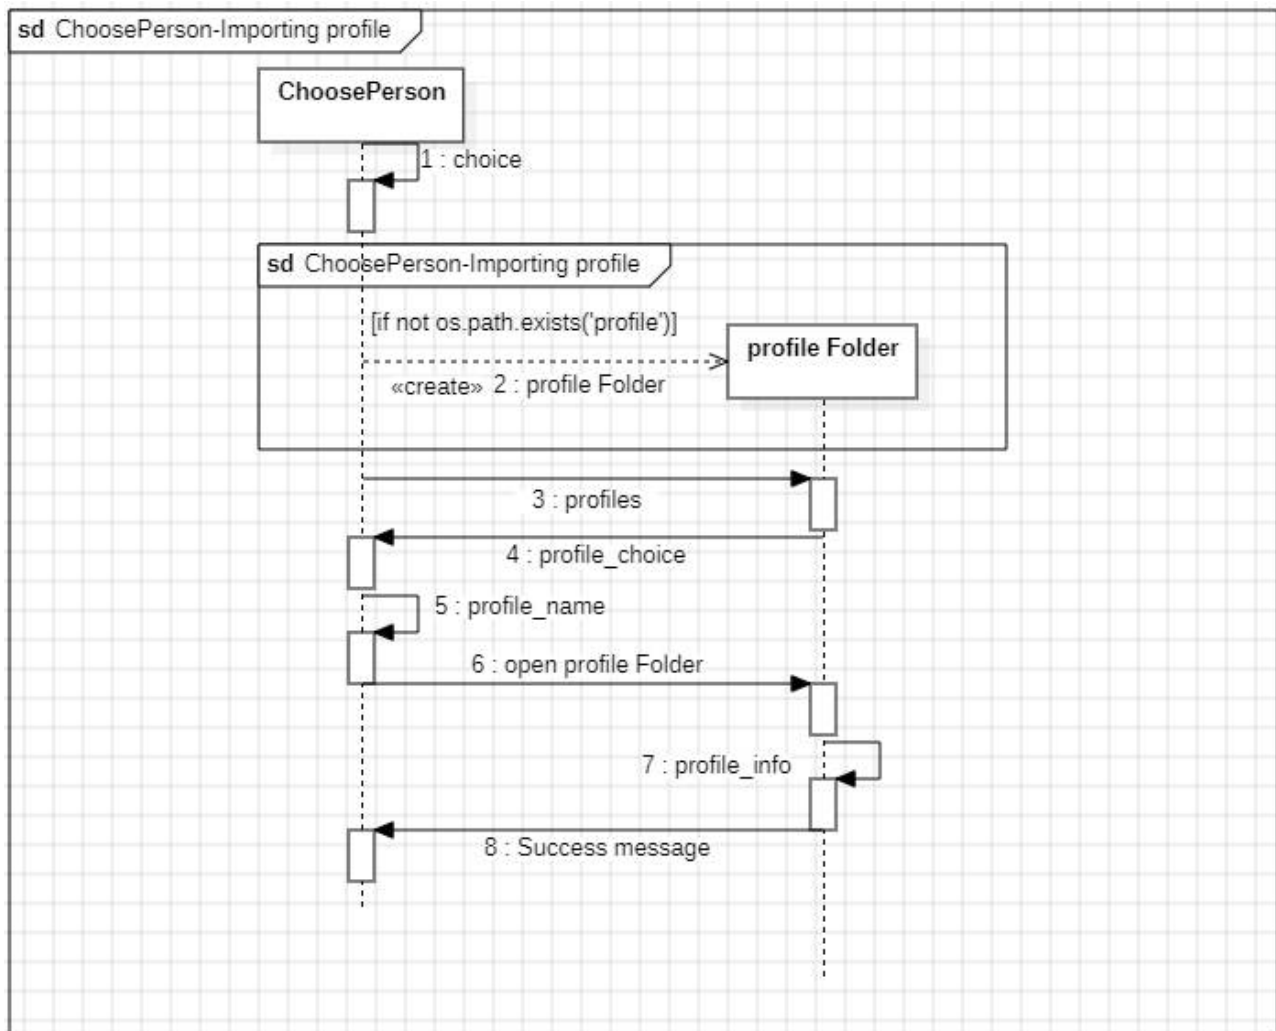 sd ChoosePerson-Importing profile
ChoosePerson
1 : choice
sd ChoosePerson-Importing profile
[if not os.path.exists('profile')]
profile Folder
«create» 2 : profile Folder
3 : profiles
4 : profile_choice
5 : profile_name
6 : open profile Folder
7 : profile_info
8 : Success message